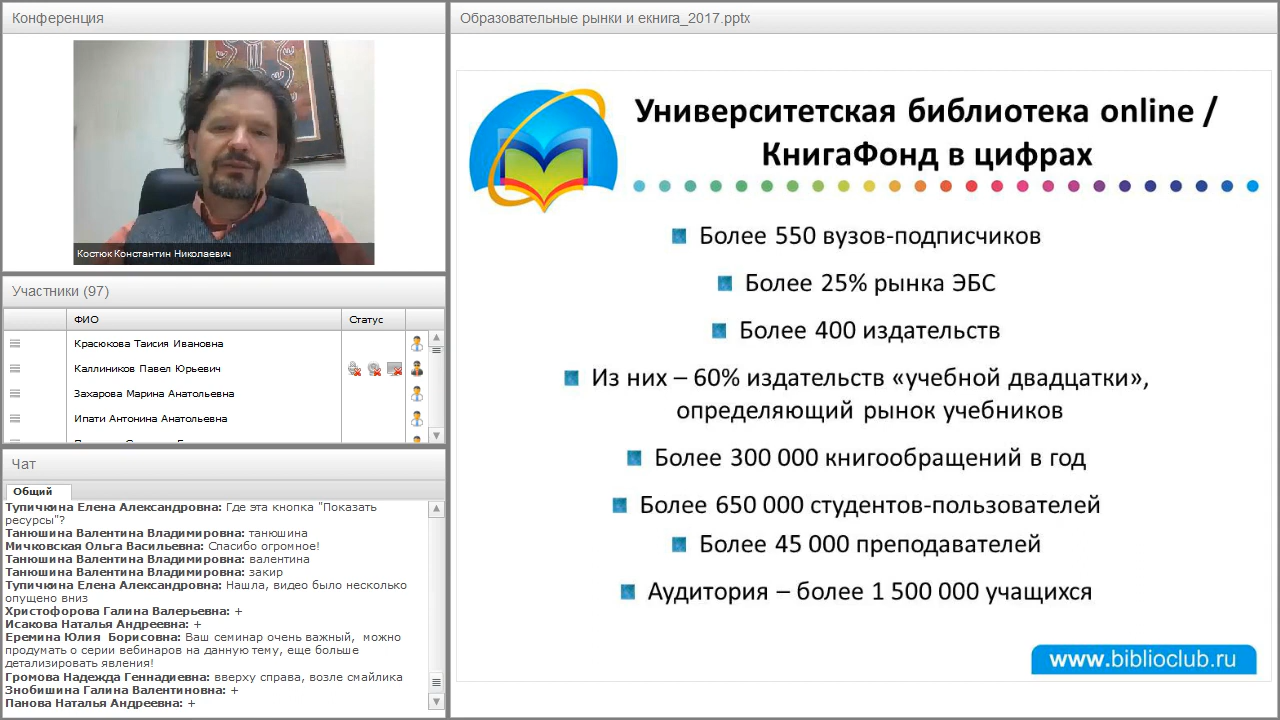 Конференция
Костюк Константин Николаевич
Участники (97)
ФИО
Статус
Красюкова Таисия Ивановна
Каллиников Павел Юрьевич
Захарова Марина Анатольевна
Ипати Антонина Анатольевна
Чат
Общий
Тупичкина Елена Александровна: Где эта кнопка "Показать
ресурсы"?
Танюшина Валентина Владимировна: танюшина
Мичковская Ольга Васильевна: Спасибо огромное!
Танюшина Валентина Владимировна: валентина
Танюшина Валентина Владимировна: закир
Тупичкина Елена Александровна: Нашла, видео было несколько
опущено вниз
Христофорова Галина Валерьевна: +
Исакова Наталья Андреевна: +
Еремина Юлия Борисовна: Ваш семинар очень важный, можно
продумать о серии вебинаров на данную тему, еще больше
детализировать явления!
Громова Надежда Геннадиевна: вверху справа, возле смайлика
Знобишина Галина Валентиновна: +
Панова Наталья Андреевна: +
Образовательные рынки и екнига_2017.pptx
Университетская библиотека online /
КнигаФонд в цифрах
Более 550 вузов-подписчиков
Более 25% рынка ЭБС
Более 400 издательств
Из них – 60% издательств «учебной двадцатки»,
определяющий рынок учебников
Более 300 000 книгообращений в год
Более 650 000 студентов-пользователей
Более 45 000 преподавателей
Аудитория – более 1 500 000 учащихся
www.biblioclub.ru